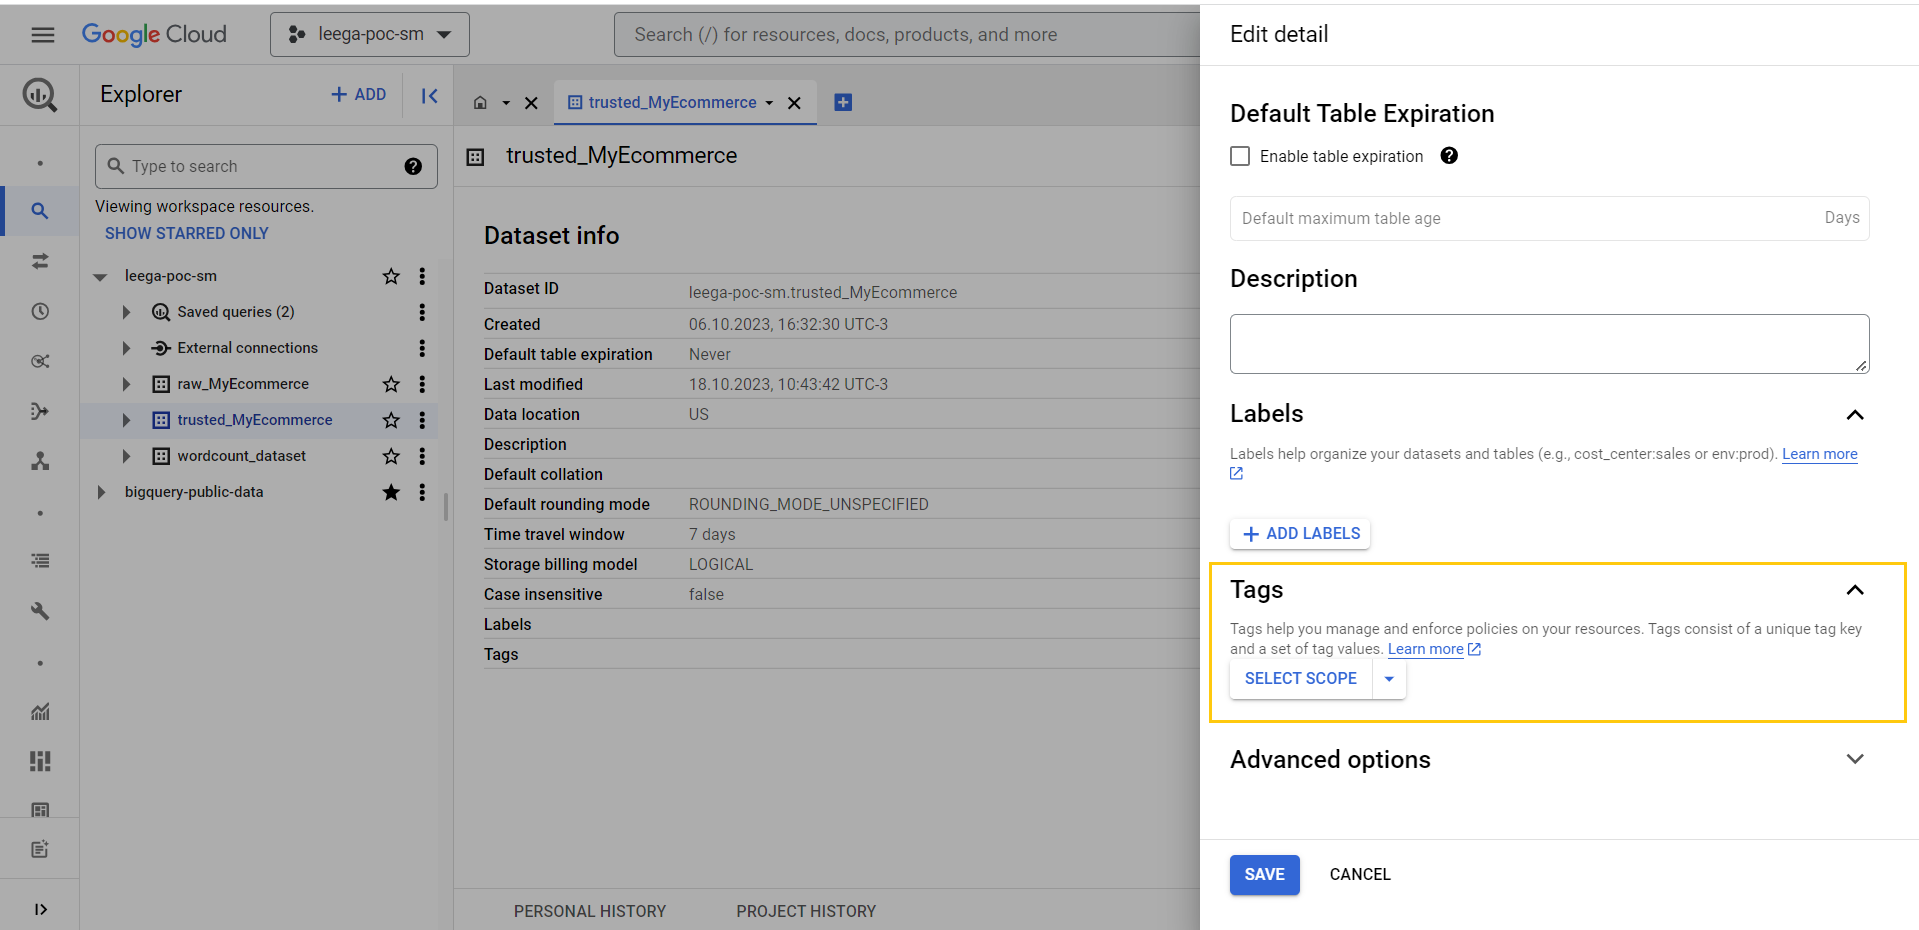 Google Cloud
leega-poc-sm
Search (/) for resources, docs, products, and more
Explorer
ADD
trusted_MyEcommerce
Type to search
Viewing workspace resources.
SHOW STARRED ONLY
leega-poc-sm
Saved queries (2)
External connections
raw_MyEcommerce
trusted_MyEcommerce
wordcount_dataset
bigquery-public-data
trusted_MyEcommerce
Dataset info
Dataset ID leega-poc-sm.trusted_MyEcommerce
Created 06.10.2023, 16:32:30 UTC-3
Default table expiration Never
Last modified 18.10.2023, 10:43:42 UTC-3
Data location US
Description
Default collation
Default rounding mode ROUNDING_MODE_UNSPECIFIED
Time travel window 7 days
Storage billing model LOGICAL
Case insensitive false
Labels
Tags
PERSONAL HISTORY PROJECT HISTORY
Edit detail
Default Table Expiration
Enable table expiration
Default maximum table age Days
Description
Labels
Labels help organize your datasets and tables (e.g., cost_center:sales or env:prod). Learn more
ADD LABELS
Tags
Tags help you manage and enforce policies on your resources. Tags consist of a unique tag key
and a set of tag values. Learn more
SELECT SCOPE
Advanced options
SAVE CANCEL